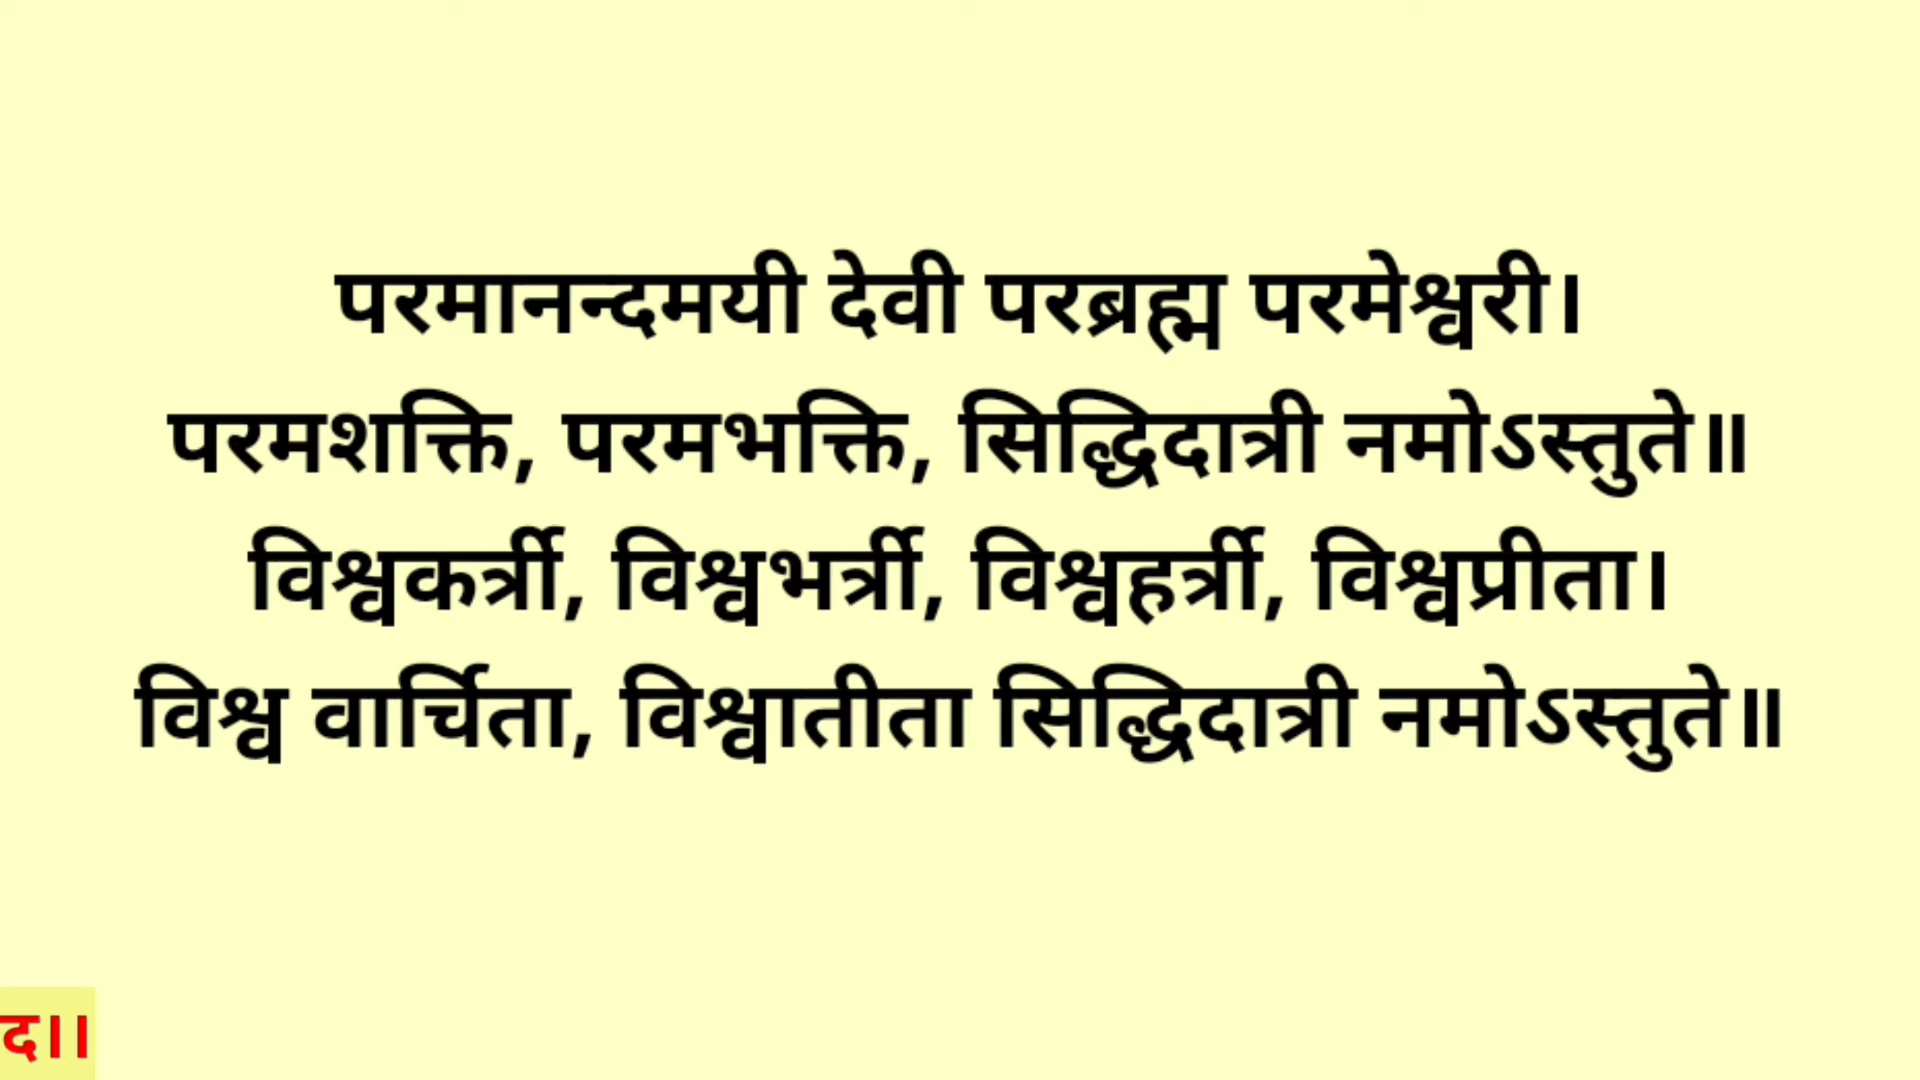 परमानन्दमयी देवी परब्रह्म परमेश्वरी।
परमशक्ति, परमभक्ति, सिद्धिदात्री नमोऽस्तुते॥
विश्वकर्त्री, विश्वभर्त्री, विश्वहर्त्री, विश्वप्रीता।
विश्व वार्चिता, विश्वातीता सिद्धिदात्री नमोऽस्तुते॥
द।।